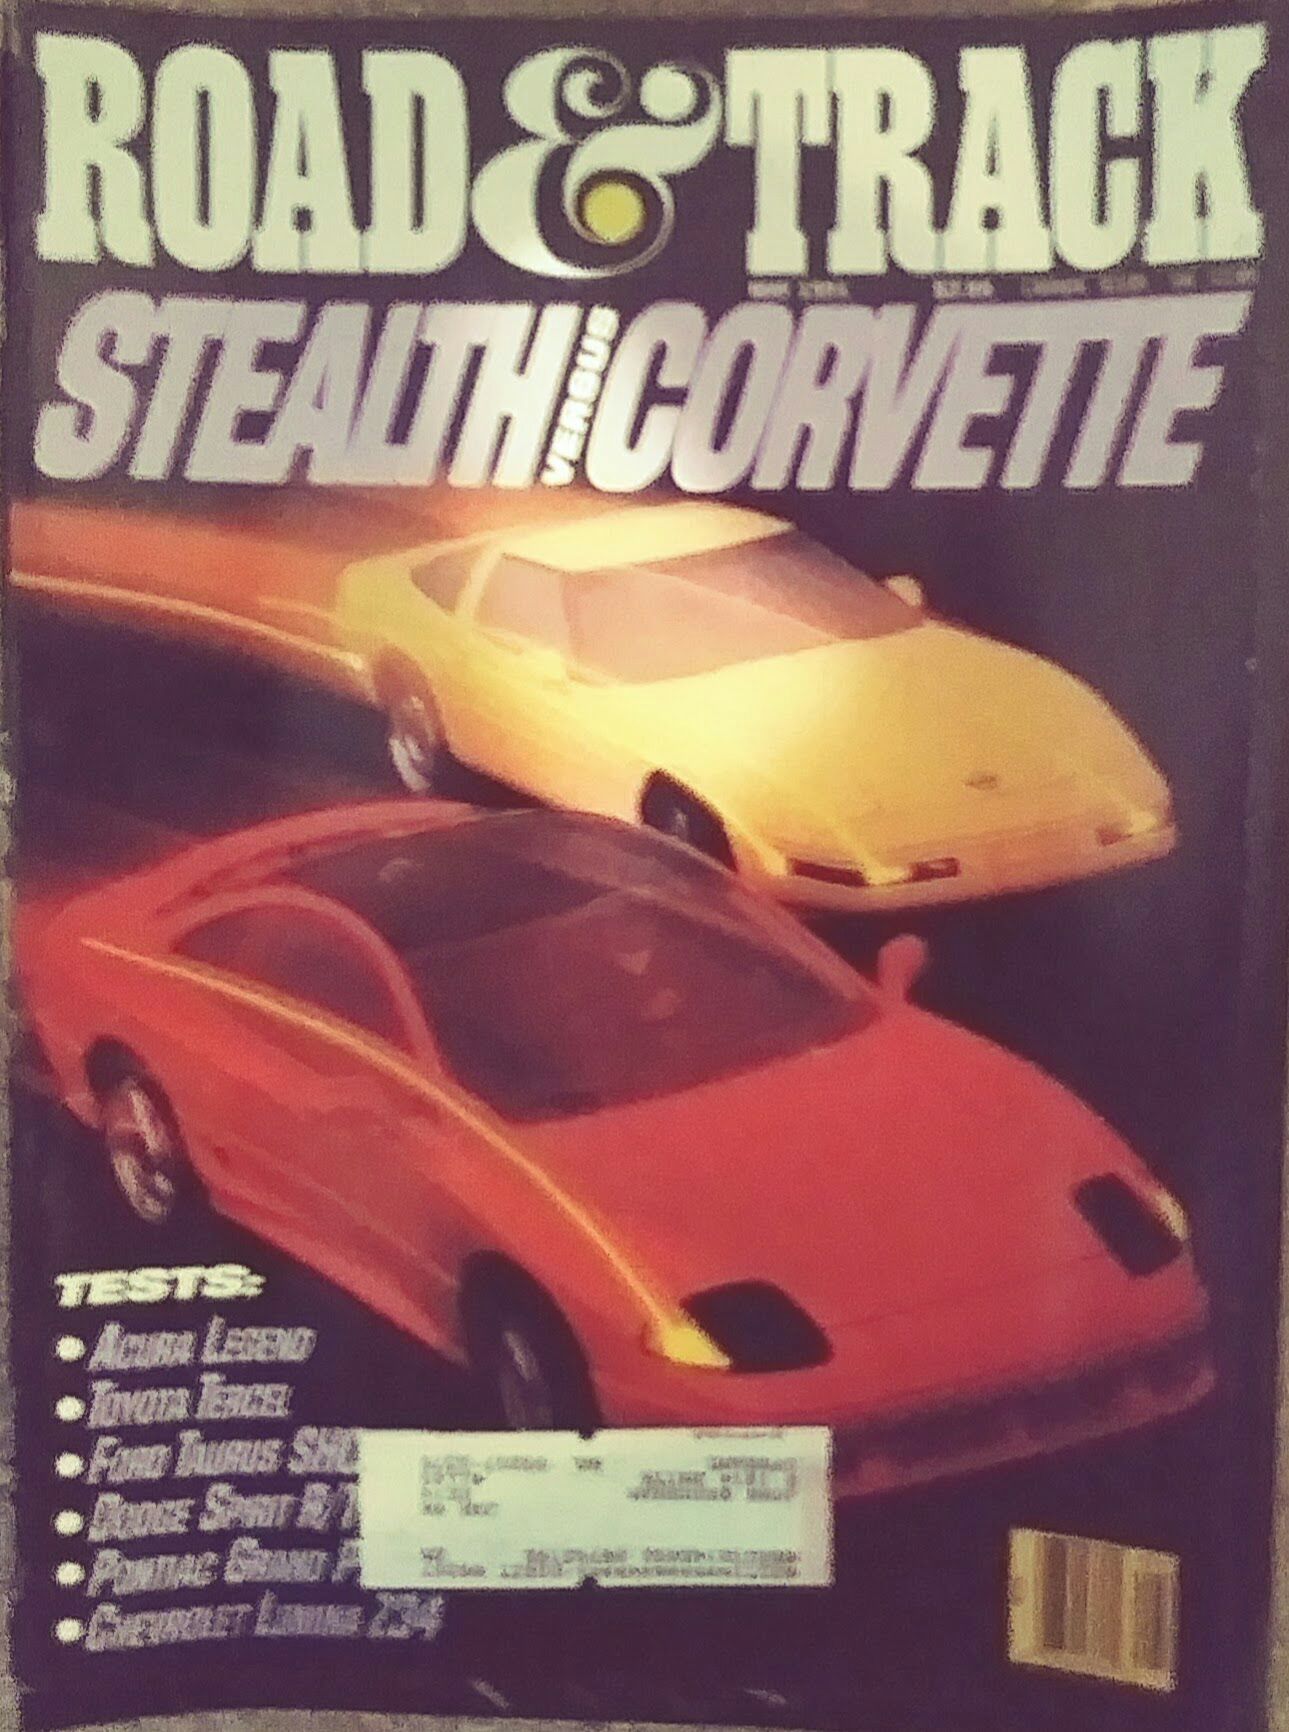 ROAD & TRACK
STEALTH VERSUS CORVETTE
TESTS:
• ACURA LEGEND
• TOYOTA TERCEL
• FORD TAURUS SHO
• DODGE SPIRIT R/T
• PONTIAC GRAND P
• CHEVROLET LUMINA Z34